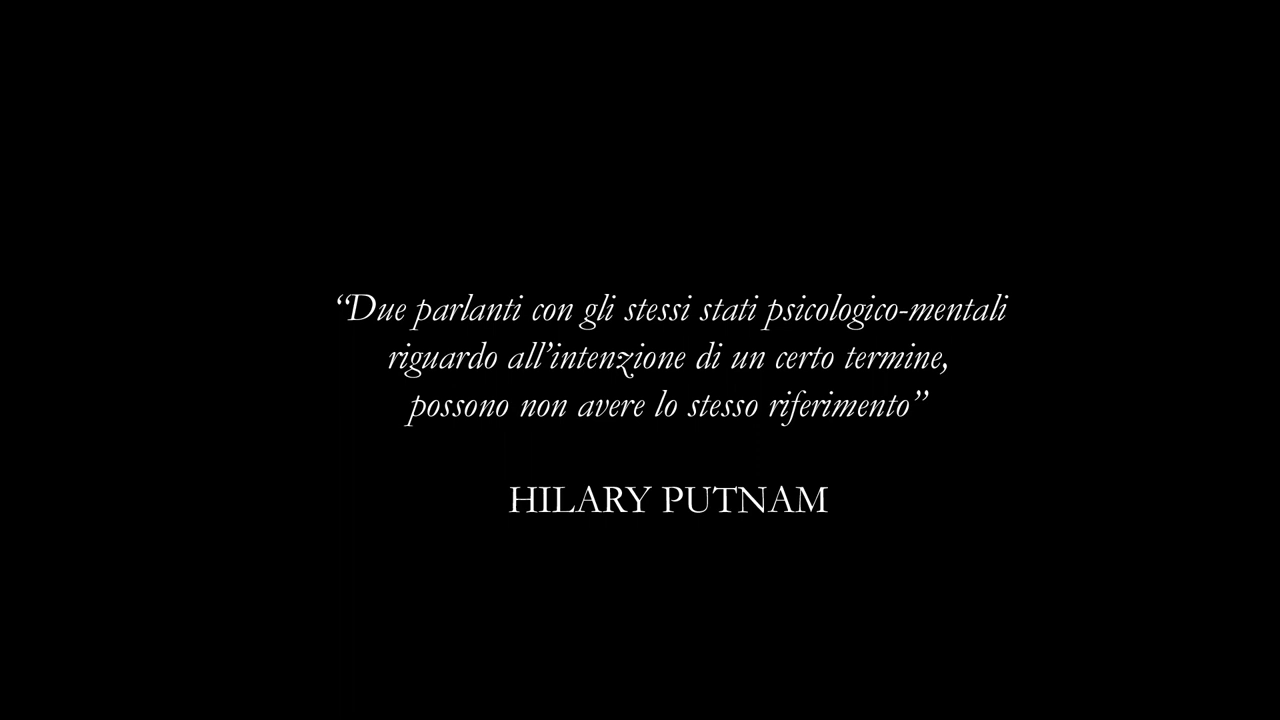 “Due parlanti con gli stessi stati psicologico-mentali
riguardo all’intenzione di un certo termine,
possono non avere lo stesso riferimento”
HILARY PUTNAM